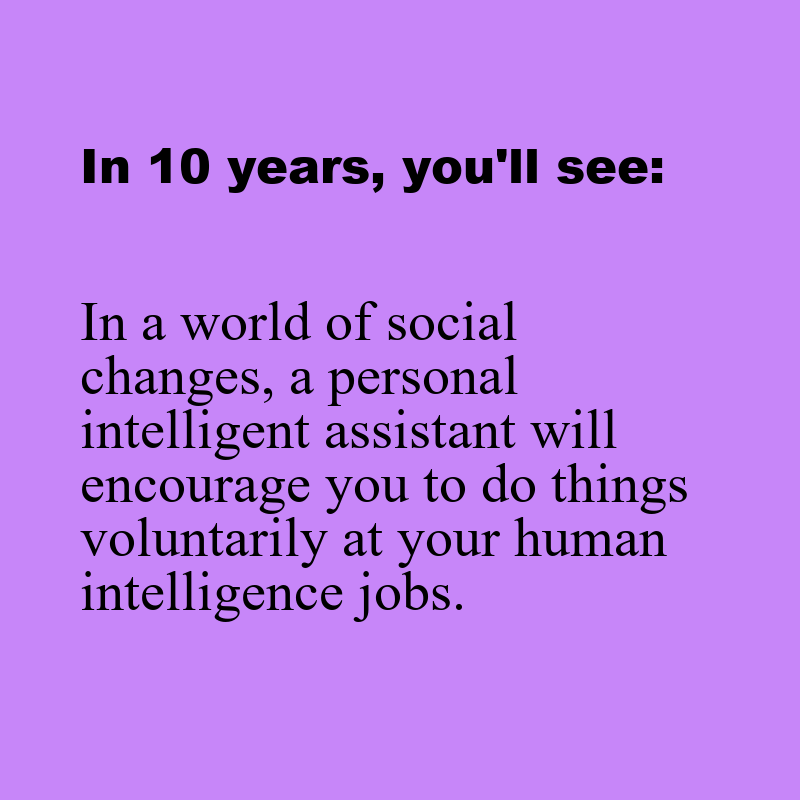 In 10 years, you'll see:
In a world of social
changes, a personal
intelligent assistant will
encourage you to do things
voluntarily at your human
intelligence jobs.